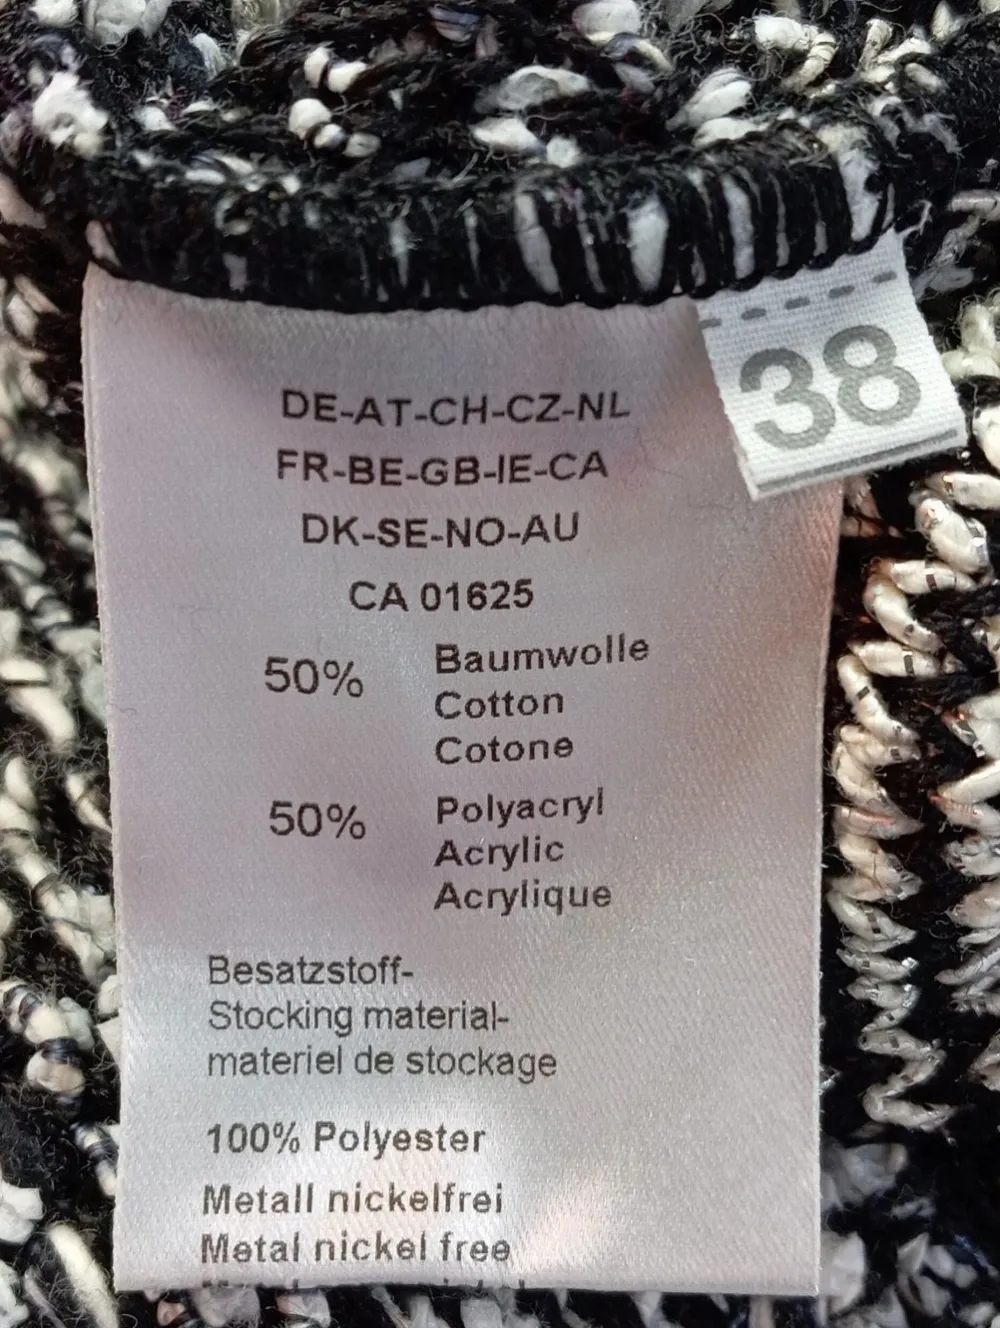 38
DE-AT-CH-CZ-NL
FR-BE-GB-IE-CA
DK-SE-NO-AU
CA 01625
50% Baumwolle
Cotton
Cotone
50% Polyacryl
Acrylic
Acrylique
Besatzstoff-
Stocking material-
materiel de stockage
100% Polyester
Metall nickelfrei
Metal nickel free